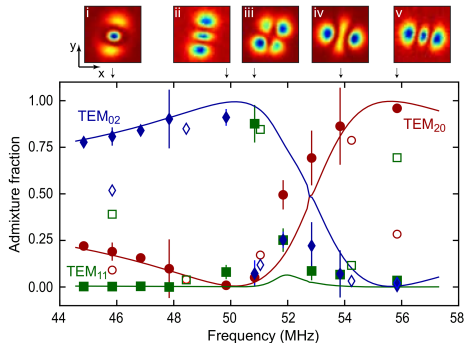 i
ii
iii
iv
v
y
x
1.00
0.75
0.50
0.25
0.00
Admixture fraction
TEM02
TEM20
TEM11
44
46
48
50
52
54
56
58
Frequency (MHz)